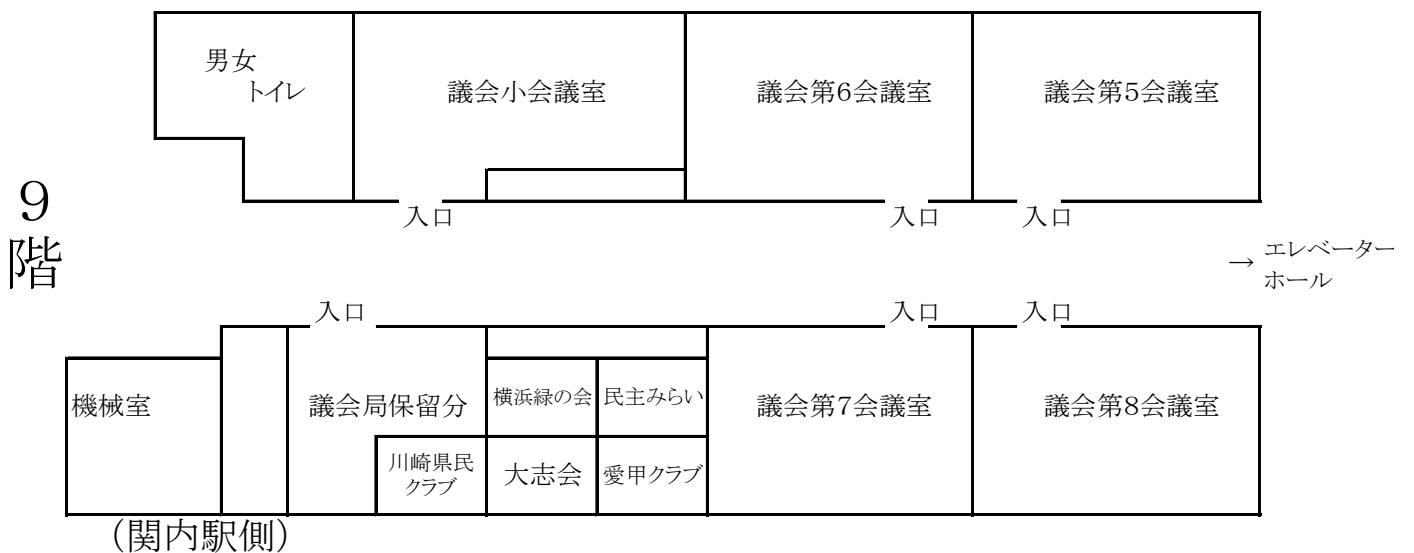 男女
トイレ
議会小会議室
議会第6会議室
議会第5会議室
9
階
入口
入口
入口
→ エレベーター
ホール
入口
入口
入口
機械室
議会局保留分
横浜緑の会
民主みらい
議会第7会議室
議会第8会議室
川崎県民
クラブ
大志会
愛甲クラブ
(関内駅側)